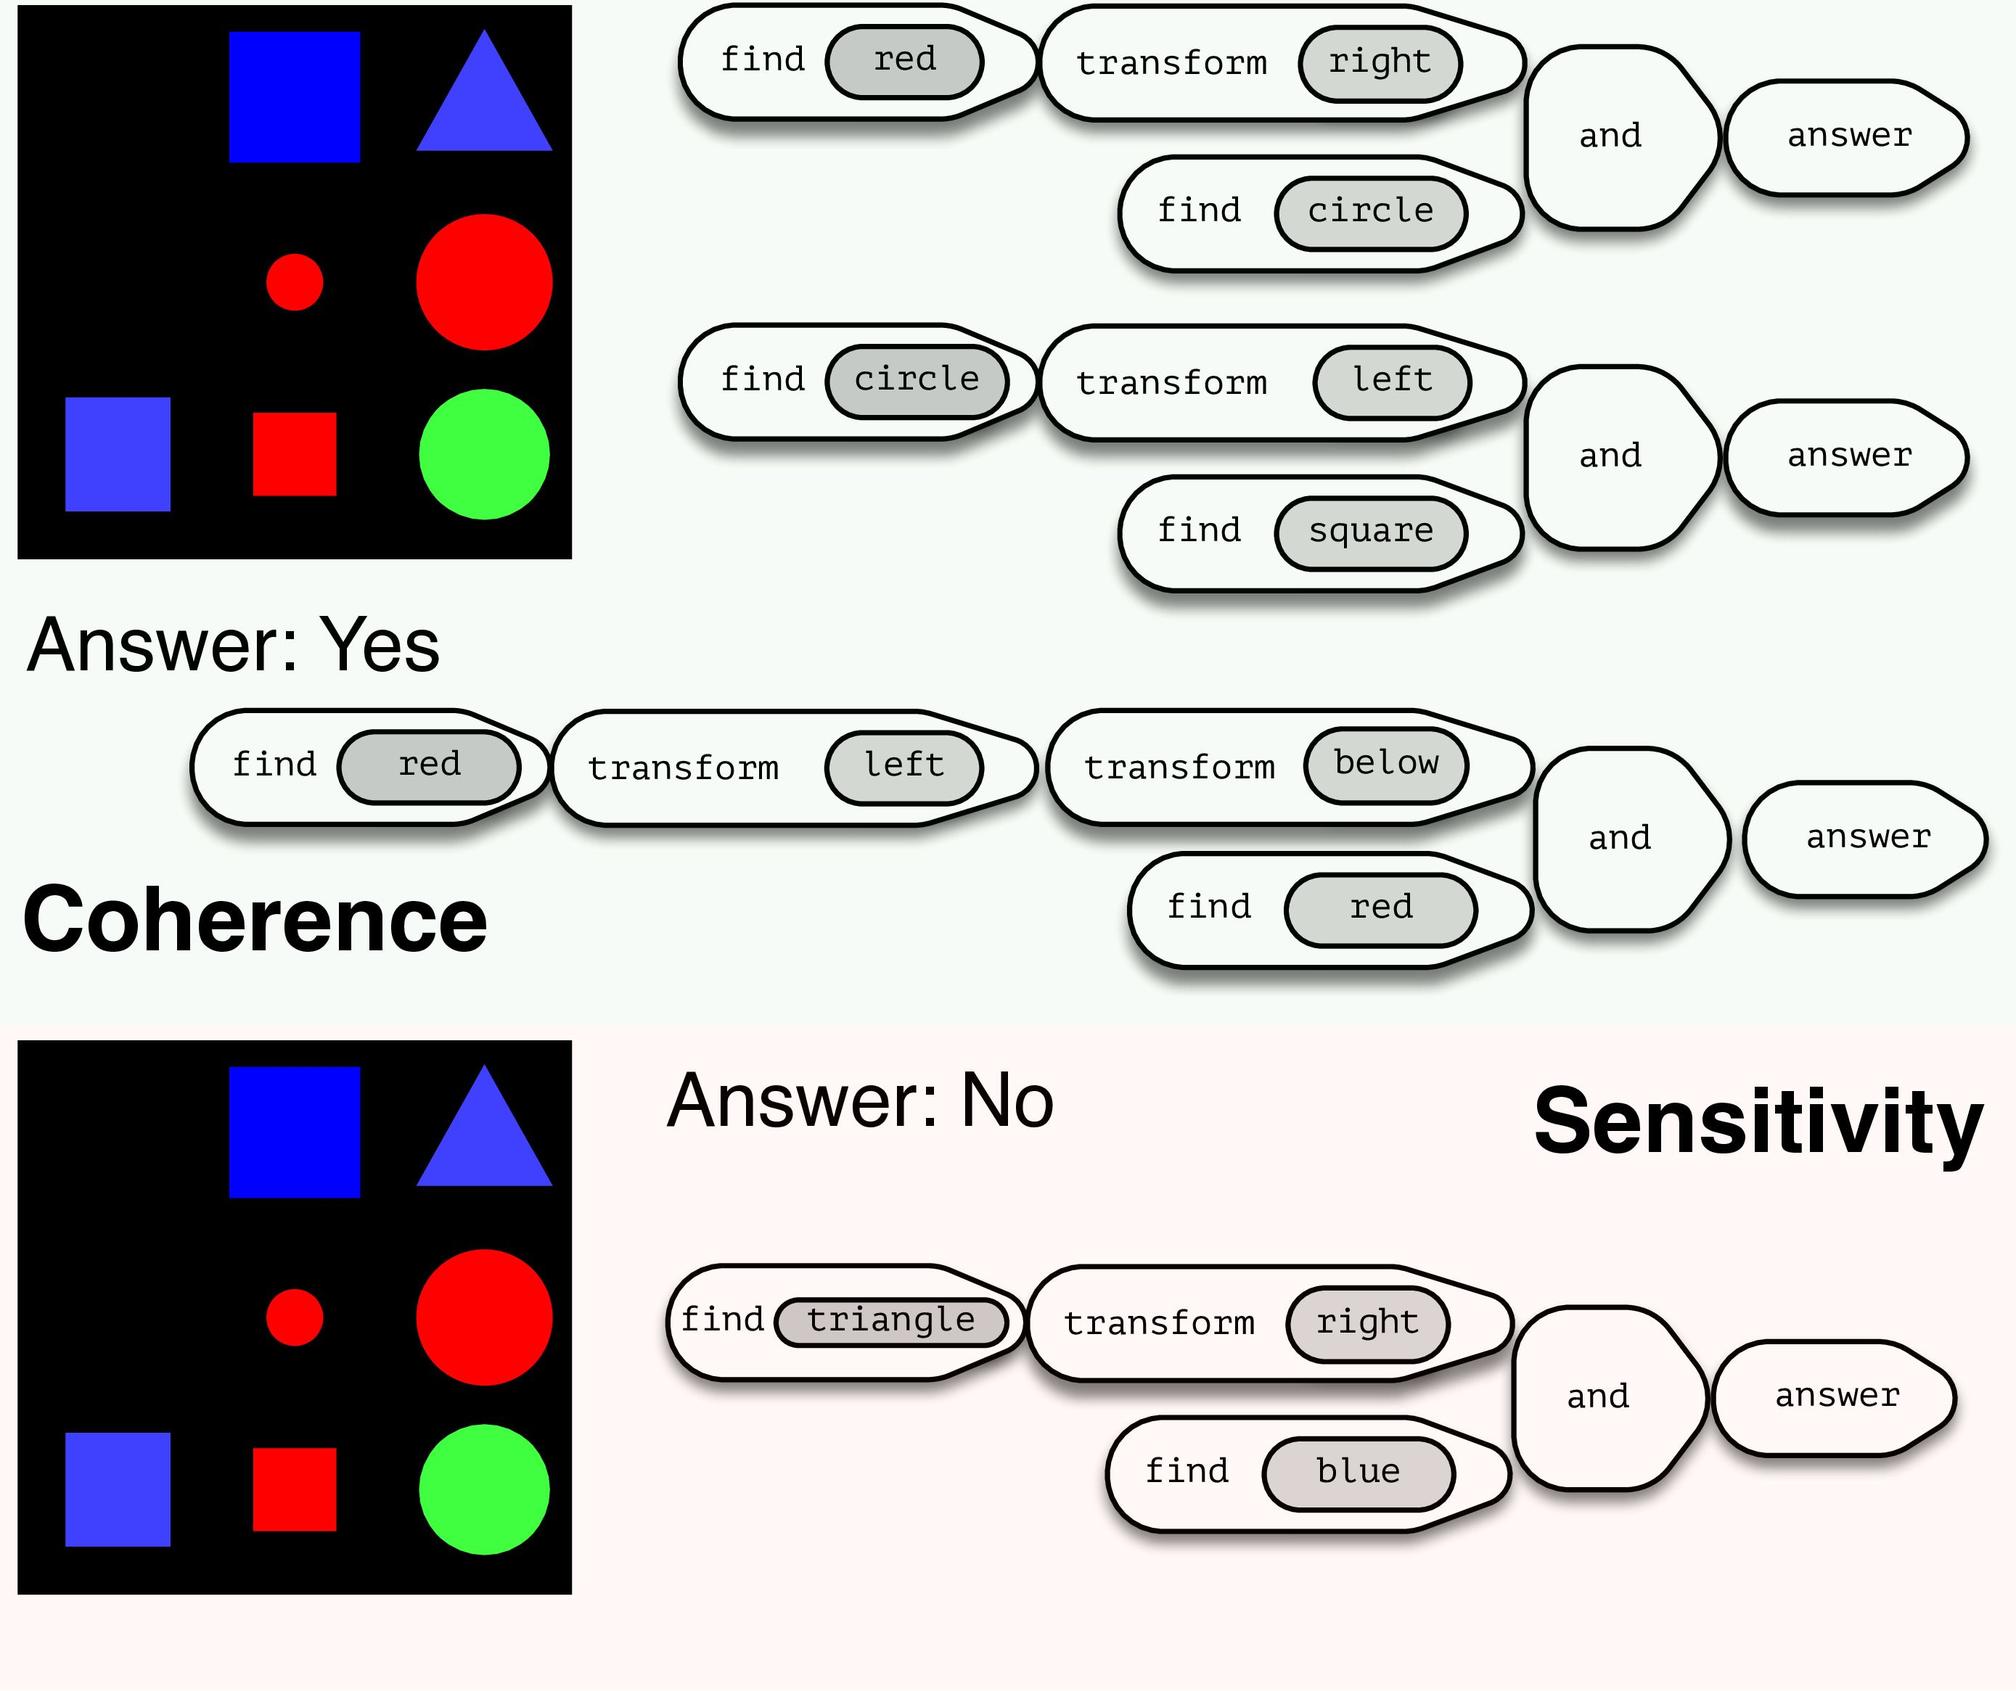 find red transform right and answer
find circle
find circle transform left and answer
find square
Answer: Yes
find red transform left transform below and answer
find red
Coherence
Answer: No
Sensitivity
find triangle transform right and answer
find blue